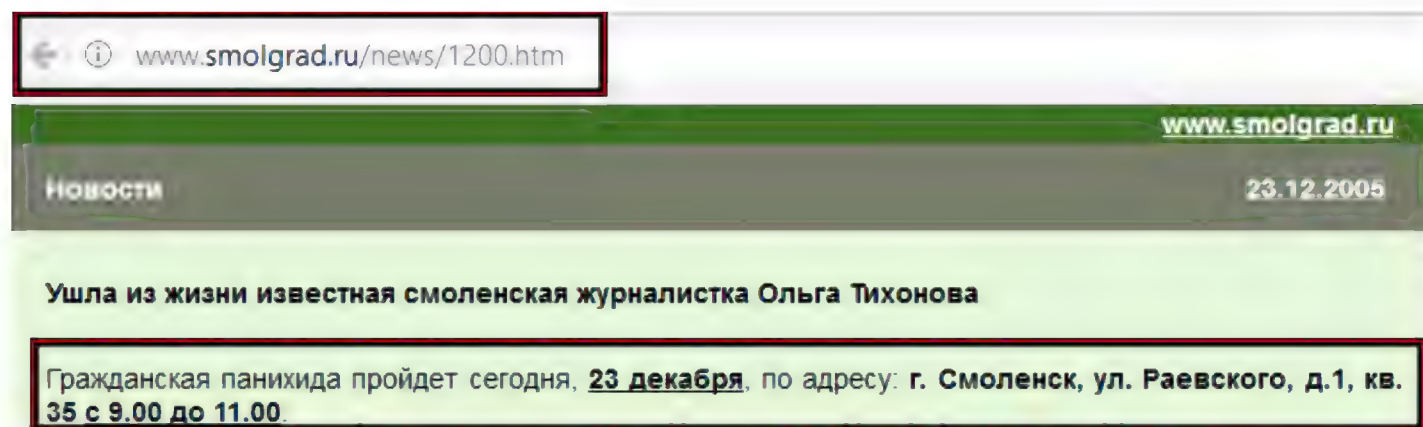 www.smolgrad.ru/news/1200.htm
www.smolgrad.ru
Новости 23.12.2005
Ушла из жизни известная смоленская журналистка Ольга Тихонова
Гражданская панихида пройдет сегодня, 23 декабря, по адресу: г. Смоленск, ул. Раевского, д.1, кв.
35 с 9.00 до 11.00.